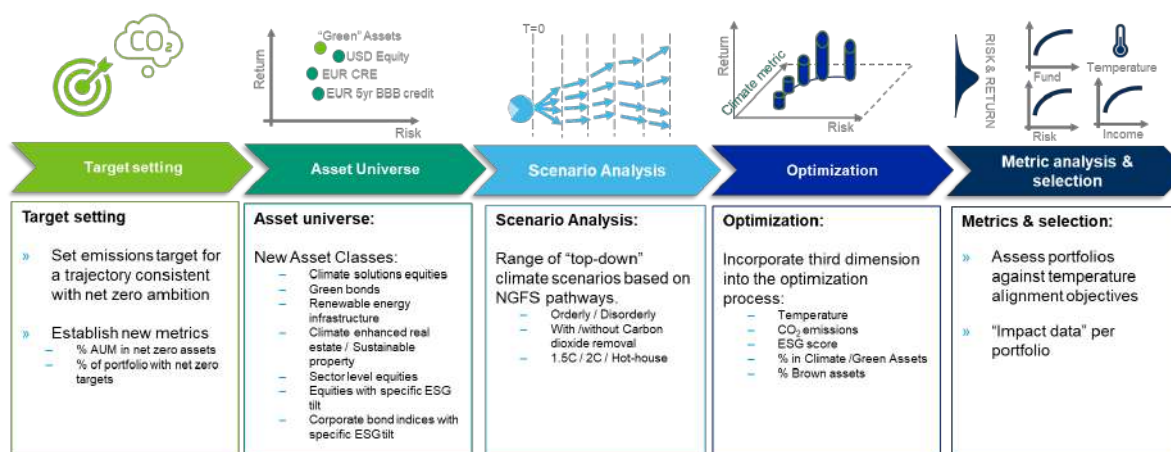 CO₂
Return
"Green" Assets
USD Equity
EUR CRE
EUR 5yr BBB credit
Risk
T=0
Return
Climate metric
Risk
RISK & RETURN
Fund
Temperature
Risk
Income
Target setting
Asset Universe
Scenario Analysis
Optimization
Metric analysis &
selection
Target setting
» Set emissions target for
a trajectory consistent
with net zero ambition
» Establish new metrics
– % AUM in net zero assets
– % of portfolio with net zero
targets
Asset universe:
New Asset Classes:
– Climate solutions equities
– Green bonds
– Renewable energy
infrastructure
– Climate enhanced real
estate / Sustainable
property
– Sector level equities
– Equities with specific ESG
tilt
– Corporate bond indices with
specific ESG tilt
Scenario Analysis:
Range of "top-down"
climate scenarios based on
NGFS pathways.
– Orderly / Disorderly
– With /without Carbon
dioxide removal
– 1.5C / 2C / Hot-house
Optimization:
Incorporate third dimension
into the optimization
process:
– Temperature
– CO₂ emissions
– ESG score
– % in Climate /Green Assets
– % Brown assets
Metrics & selection:
» Assess portfolios
against temperature
alignment objectives
» "Impact data" per
portfolio